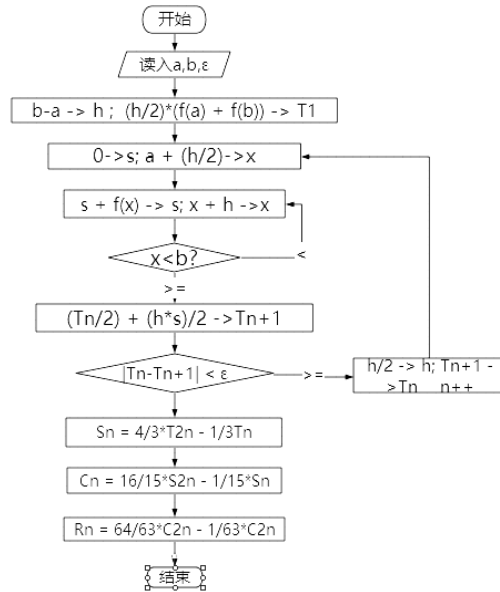 开始
读入a,b,ε
b-a -> h ; (h/2)*(f(a) + f(b)) -> T1
0->s; a + (h/2)->x
s + f(x) -> s; x + h ->x
x<b?
<
>=
(Tn/2) + (h*s)/2 ->Tn+1
|Tn-Tn+1| < ε
>=
h/2 -> h; Tn+1 -
>Tn n++
Sn = 4/3*T2n - 1/3Tn
Cn = 16/15*S2n - 1/15*Sn
Rn = 64/63*C2n - 1/63*C2n
结束